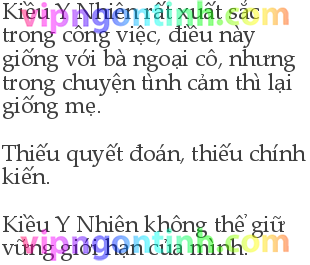 Kiều Y Nhiên rất xuất sắc
trong công việc, điều này
giống với bà ngoại cô, nhưng
trong chuyện tình cảm thì lại
giống mẹ.
Thiếu quyết đoán, thiếu chính
kiến.
Kiều Y Nhiên không thể giữ
vững giới hạn của mình.
vipngontinh.com
vipngontinh.com